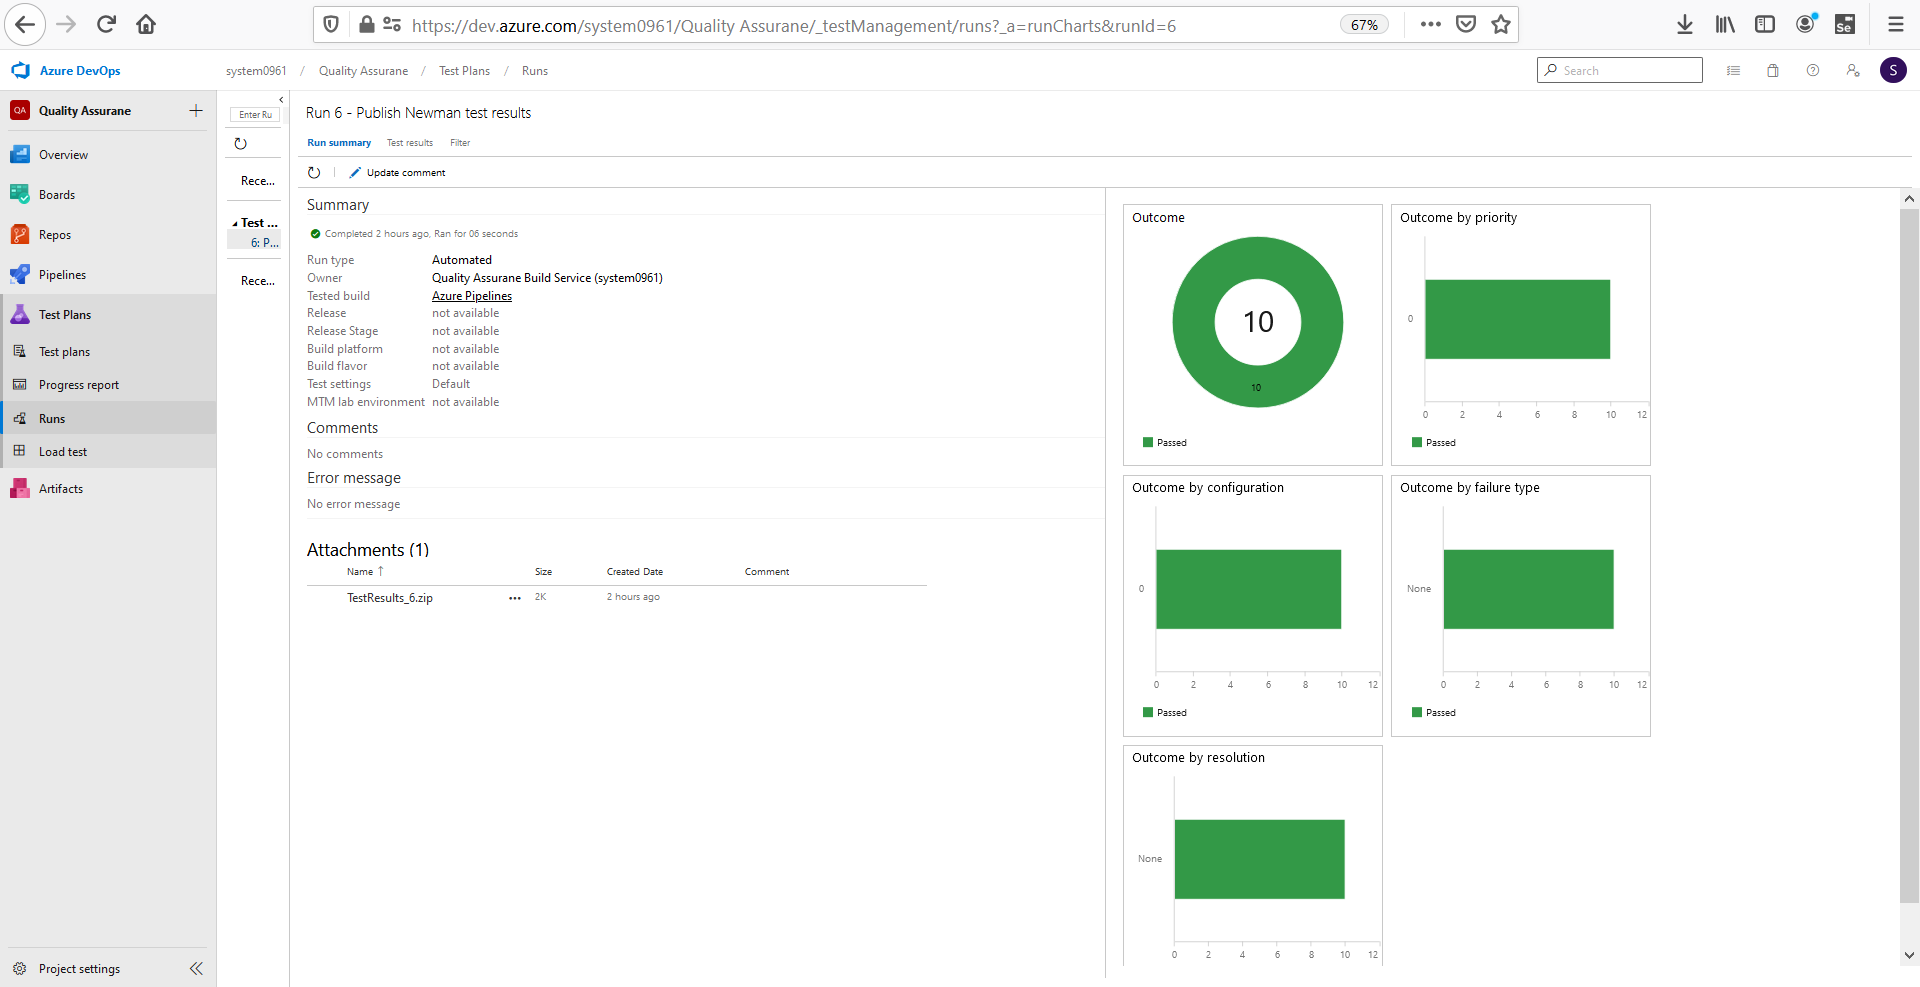 https://dev.azure.com/system0961/Quality Assurane/_testManagement/runs?_a=runCharts&runId=6
67%
Se
Azure DevOps
system0961 / Quality Assurane / Test Plans / Runs
Search
S
QA Quality Assurane
Overview
Boards
Repos
Pipelines
Test Plans
Test plans
Progress report
Runs
Load test
Artifacts
Project settings
Enter Ru
Rece...
Test ...
6: P...
Rece...
Run 6 - Publish Newman test results
Run summary Test results Filter
Update comment
Summary
Completed 2 hours ago, Ran for 06 seconds
Run type Automated
Owner Quality Assurane Build Service (system0961)
Tested build Azure Pipelines
Release not available
Release Stage not available
Build platform not available
Build flavor not available
Test settings Default
MTM lab environment not available
Comments
No comments
Error message
No error message
Attachments (1)
Name Size Created Date Comment
TestResults_6.zip 2K 2 hours ago
Outcome
10
10
Passed
Outcome by priority
0
0 2 4 6 8 10 12
Passed
Outcome by configuration
0
0 2 4 6 8 10 12
Passed
Outcome by failure type
None
0 2 4 6 8 10 12
Passed
Outcome by resolution
None
0 2 4 6 8 10 12